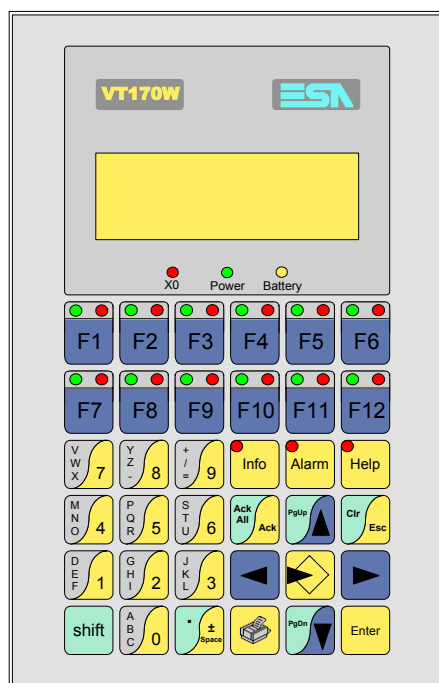 VT170W ESA
X0 Power Battery
F1 F2 F3 F4 F5 F6
F7 F8 F9 F10 F11 F12
V W X 7 Y Z - 8 + / = 9 Info Alarm Help
M N O 4 P Q R 5 S T U 6 Ack All Ack PgUp Clr Esc
D E F 1 G H I 2 J K L 3
shift A B C 0 . ± Space PgDn Enter